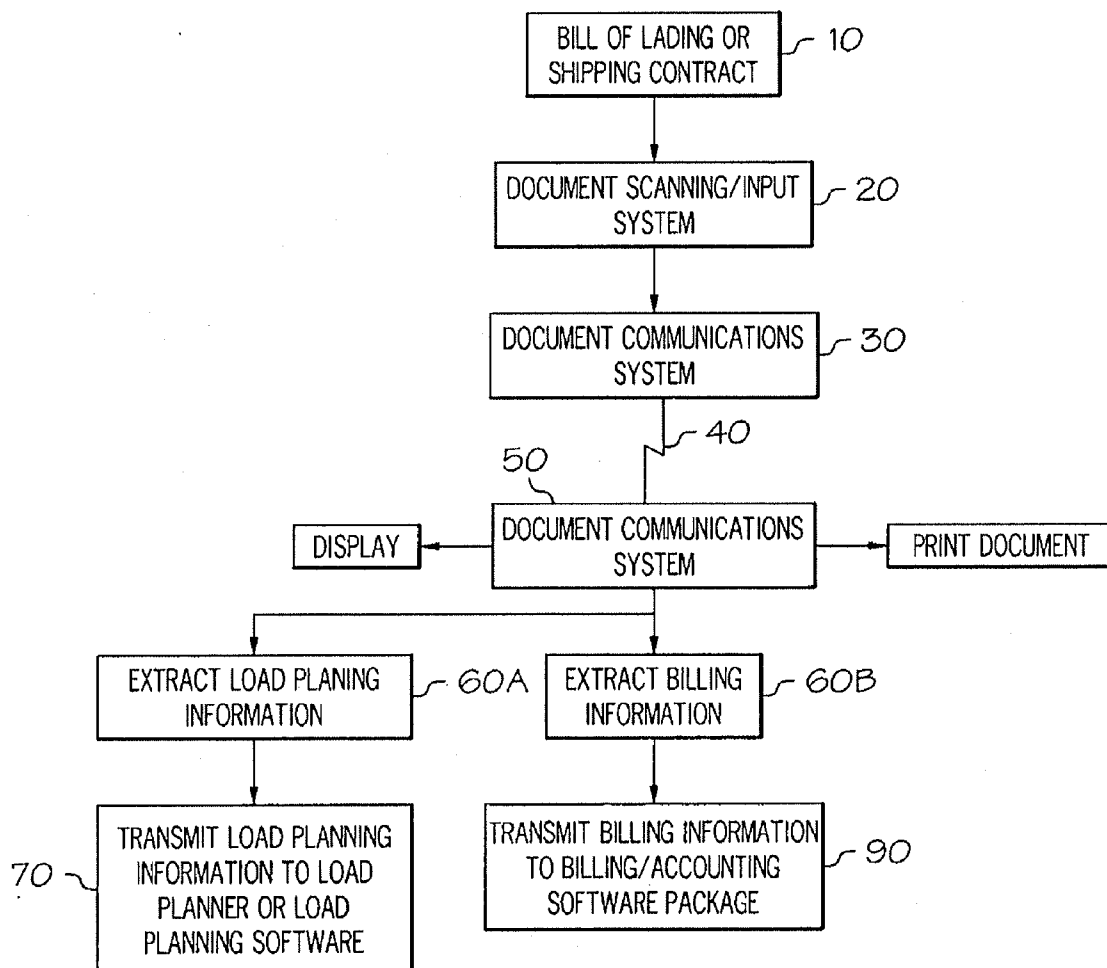 BILL OF LADING OR
SHIPPING CONTRACT
10
DOCUMENT SCANNING/INPUT
SYSTEM
20
DOCUMENT COMMUNICATIONS
SYSTEM
30
40
50
DISPLAY
DOCUMENT COMMUNICATIONS
SYSTEM
PRINT DOCUMENT
EXTRACT LOAD PLANING
INFORMATION
60A
EXTRACT BILLING
INFORMATION
60B
70
TRANSMIT LOAD PLANNING
INFORMATION TO LOAD
PLANNER OR LOAD
PLANNING SOFTWARE
TRANSMIT BILLING INFORMATION
TO BILLING/ACCOUNTING
SOFTWARE PACKAGE
90